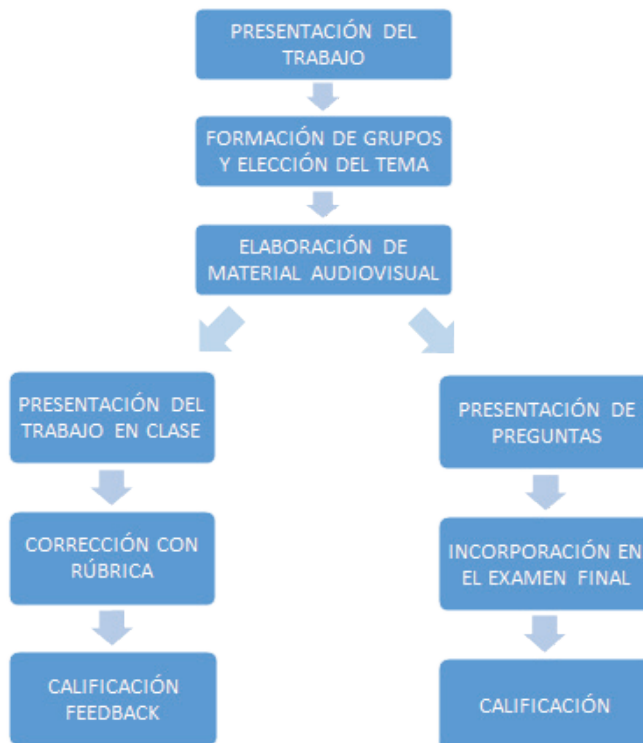 PRESENTACIÓN DEL
TRABAJO
FORMACIÓN DE GRUPOS
Y ELECCIÓN DEL TEMA
ELABORACIÓN DE
MATERIAL AUDIOVISUAL
PRESENTACIÓN DEL
TRABAJO EN CLASE
CORRECCIÓN CON
RÚBRICA
CALIFICACIÓN
FEEDBACK
PRESENTACIÓN DE
PREGUNTAS
INCORPORACIÓN EN
EL EXAMEN FINAL
CALIFICACIÓN